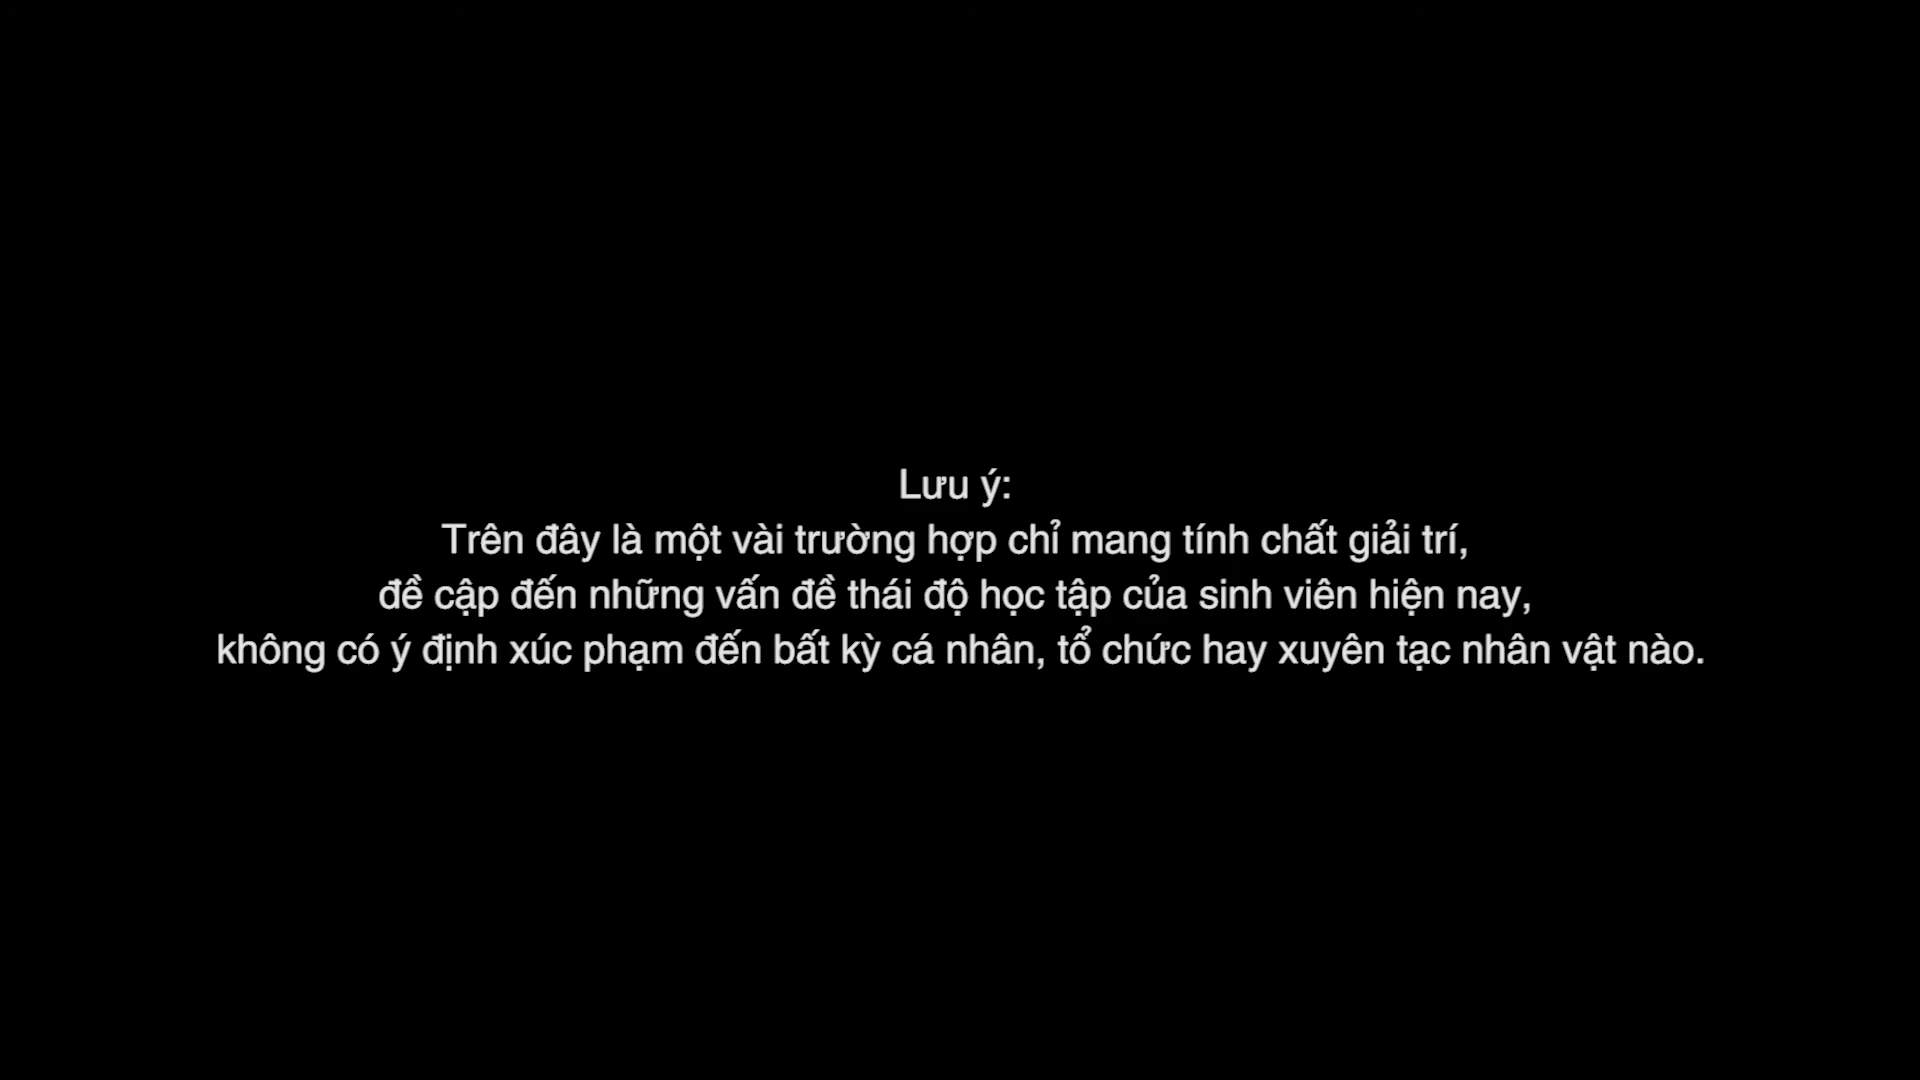 Lưu ý:
Trên đây là một vài trường hợp chỉ mang tính chất giải trí,
đề cập đến những vấn đề thái độ học tập của sinh viên hiện nay,
không có ý định xúc phạm đến bất kỳ cá nhân, tổ chức hay xuyên tạc nhân vật nào.